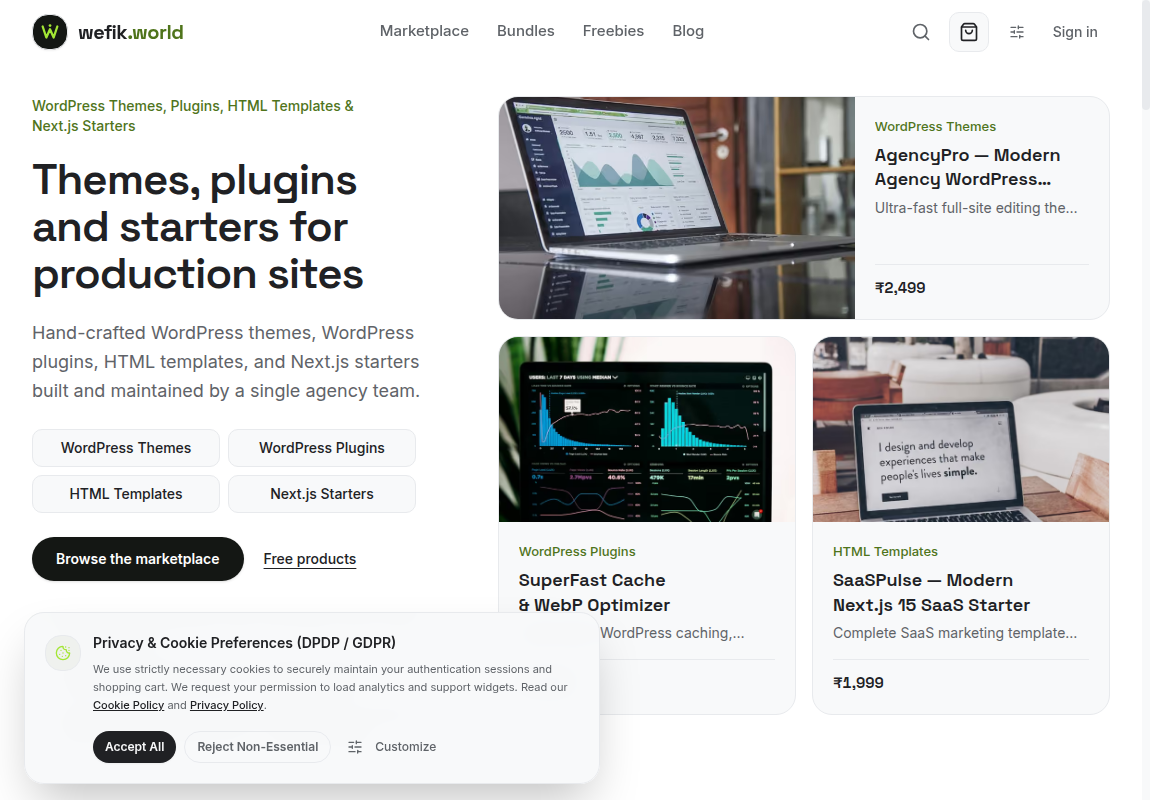 wefik.world
Marketplace
Bundles
Freebies
Blog
Sign in
WordPress Themes, Plugins, HTML Templates &
Next.js Starters
Themes, plugins
and starters for
production sites
Hand-crafted WordPress themes, WordPress
plugins, HTML templates, and Next.js starters
built and maintained by a single agency team.
WordPress Themes
WordPress Plugins
HTML Templates
Next.js Starters
Browse the marketplace
Free products
WordPress Themes
AgencyPro — Modern
Agency WordPress...
Ultra-fast full-site editing the...
₹2,499
USERS: LAST 7 DAYS USING MEDIAN
WordPress Plugins
SuperFast Cache
& WebP Optimizer
WordPress caching,...
I design and develop
experiences that make
people's lives simple.
HTML Templates
SaaSPulse — Modern
Next.js 15 SaaS Starter
Complete SaaS marketing template...
₹1,999
Privacy & Cookie Preferences (DPDP / GDPR)
We use strictly necessary cookies to securely maintain your authentication sessions and
shopping cart. We request your permission to load analytics and support widgets. Read our
Cookie Policy and Privacy Policy.
Accept All
Reject Non-Essential
Customize